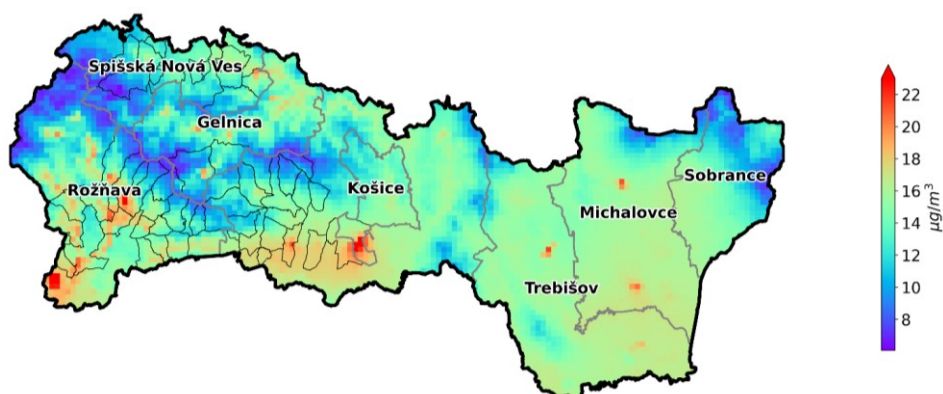 Spišská Nová Ves
Gelnica
Rožňava
Košice
Michalovce
Sobrance
Trebišov
22
20
18
16
14
12
10
8
µg/m³